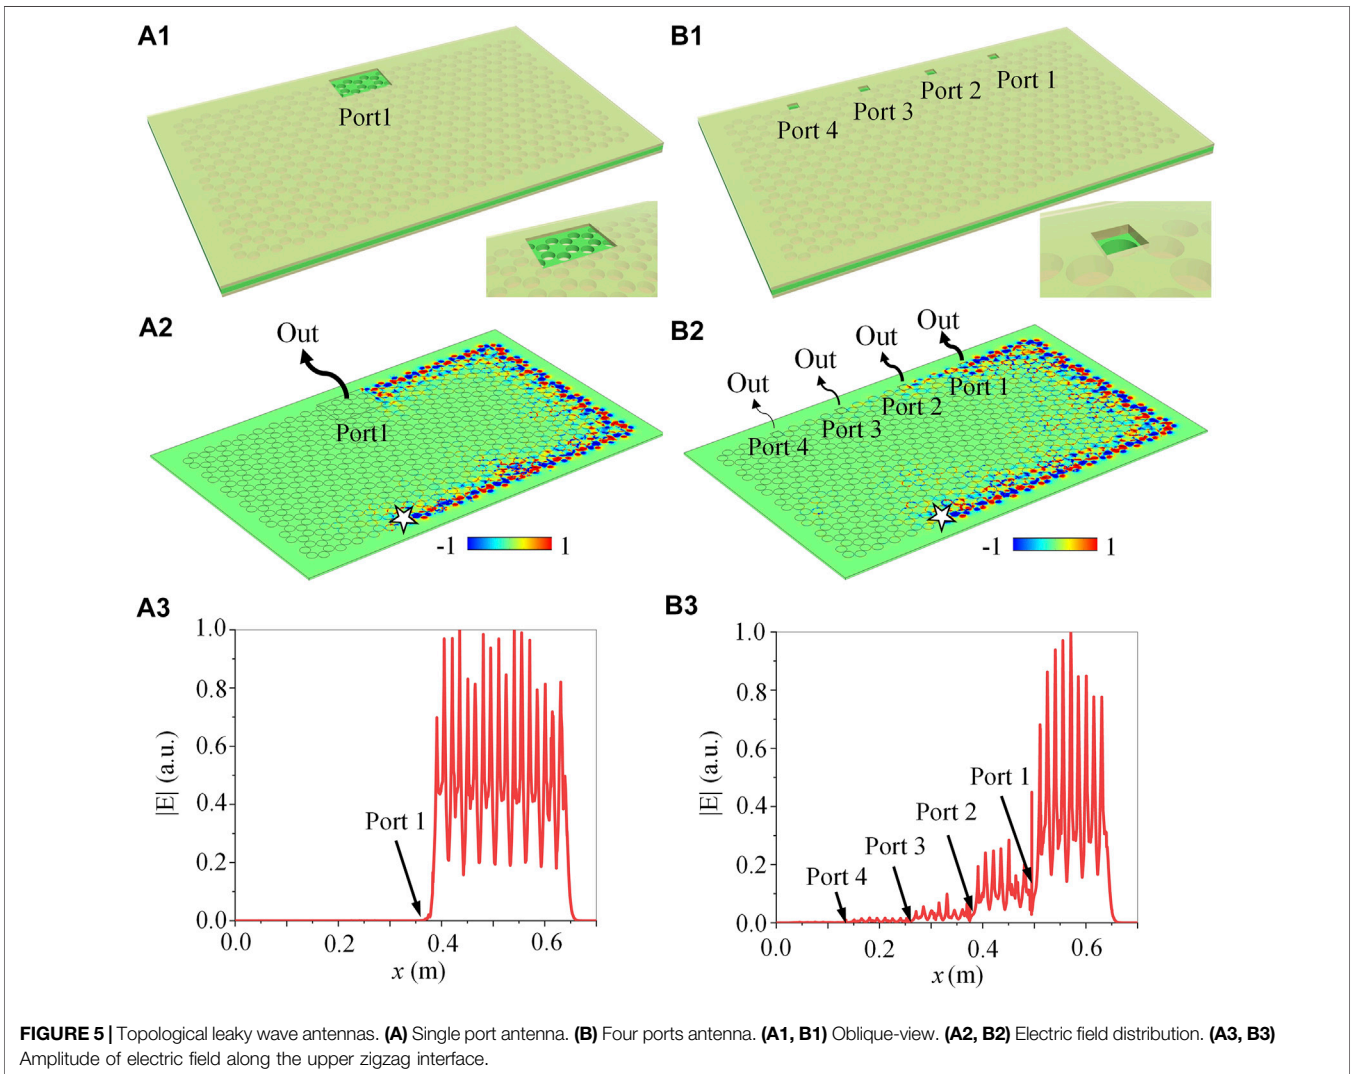 A1
Port1
B1
Port 1
Port 2
Port 3
Port 4
A2
Out
Port1
-1 1
B2
Out
Out
Out
Out
Port 1
Port 2
Port 3
Port 4
-1 1
A3
1.0
0.8
0.6
0.4
0.2
0.0
|E| (a.u.)
Port 1
0.0 0.2 0.4 0.6
x (m)
B3
1.0
0.8
0.6
0.4
0.2
0.0
|E| (a.u.)
Port 1
Port 2
Port 3
Port 4
0.0 0.2 0.4 0.6
x (m)
FIGURE 5 | Topological leaky wave antennas. (A) Single port antenna. (B) Four ports antenna. (A1, B1) Oblique-view. (A2, B2) Electric field distribution. (A3, B3)
Amplitude of electric field along the upper zigzag interface.